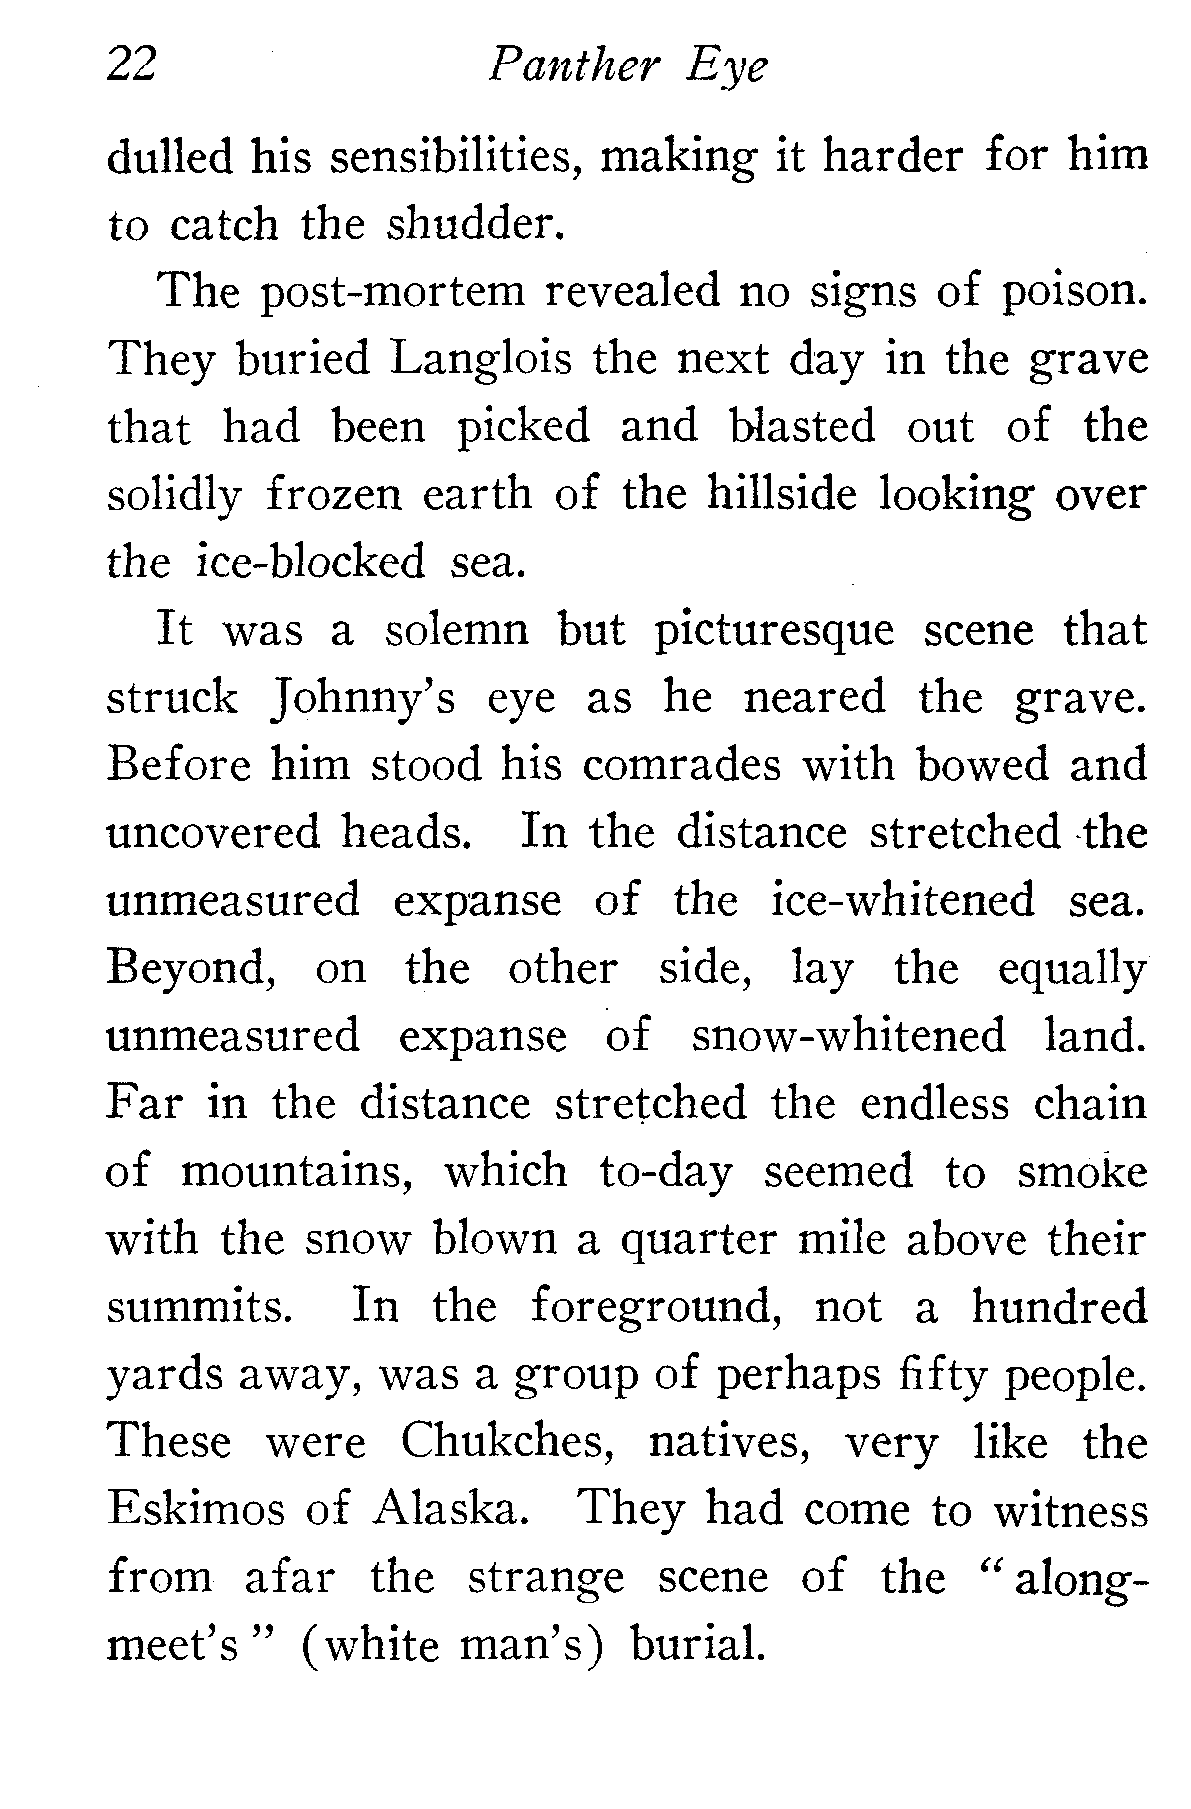 22 Panther Eye
dulled his sensibilities, making it harder for him
to catch the shudder.
The post-mortem revealed no signs of poison.
They buried Langlois the next day in the grave
that had been picked and blasted out of the
solidly frozen earth of the hillside looking over
the ice-blocked sea.
It was a solemn but picturesque scene that
struck Johnny's eye as he neared the grave.
Before him stood his comrades with bowed and
uncovered heads. In the distance stretched the
unmeasured expanse of the ice-whitened sea.
Beyond, on the other side, lay the equally
unmeasured expanse of snow-whitened land.
Far in the distance stretched the endless chain
of mountains, which to-day seemed to smoke
with the snow blown a quarter mile above their
summits. In the foreground, not a hundred
yards away, was a group of perhaps fifty people.
These were Chukches, natives, very like the
Eskimos of Alaska. They had come to witness
from afar the strange scene of the "along-
meet's" (white man's) burial.